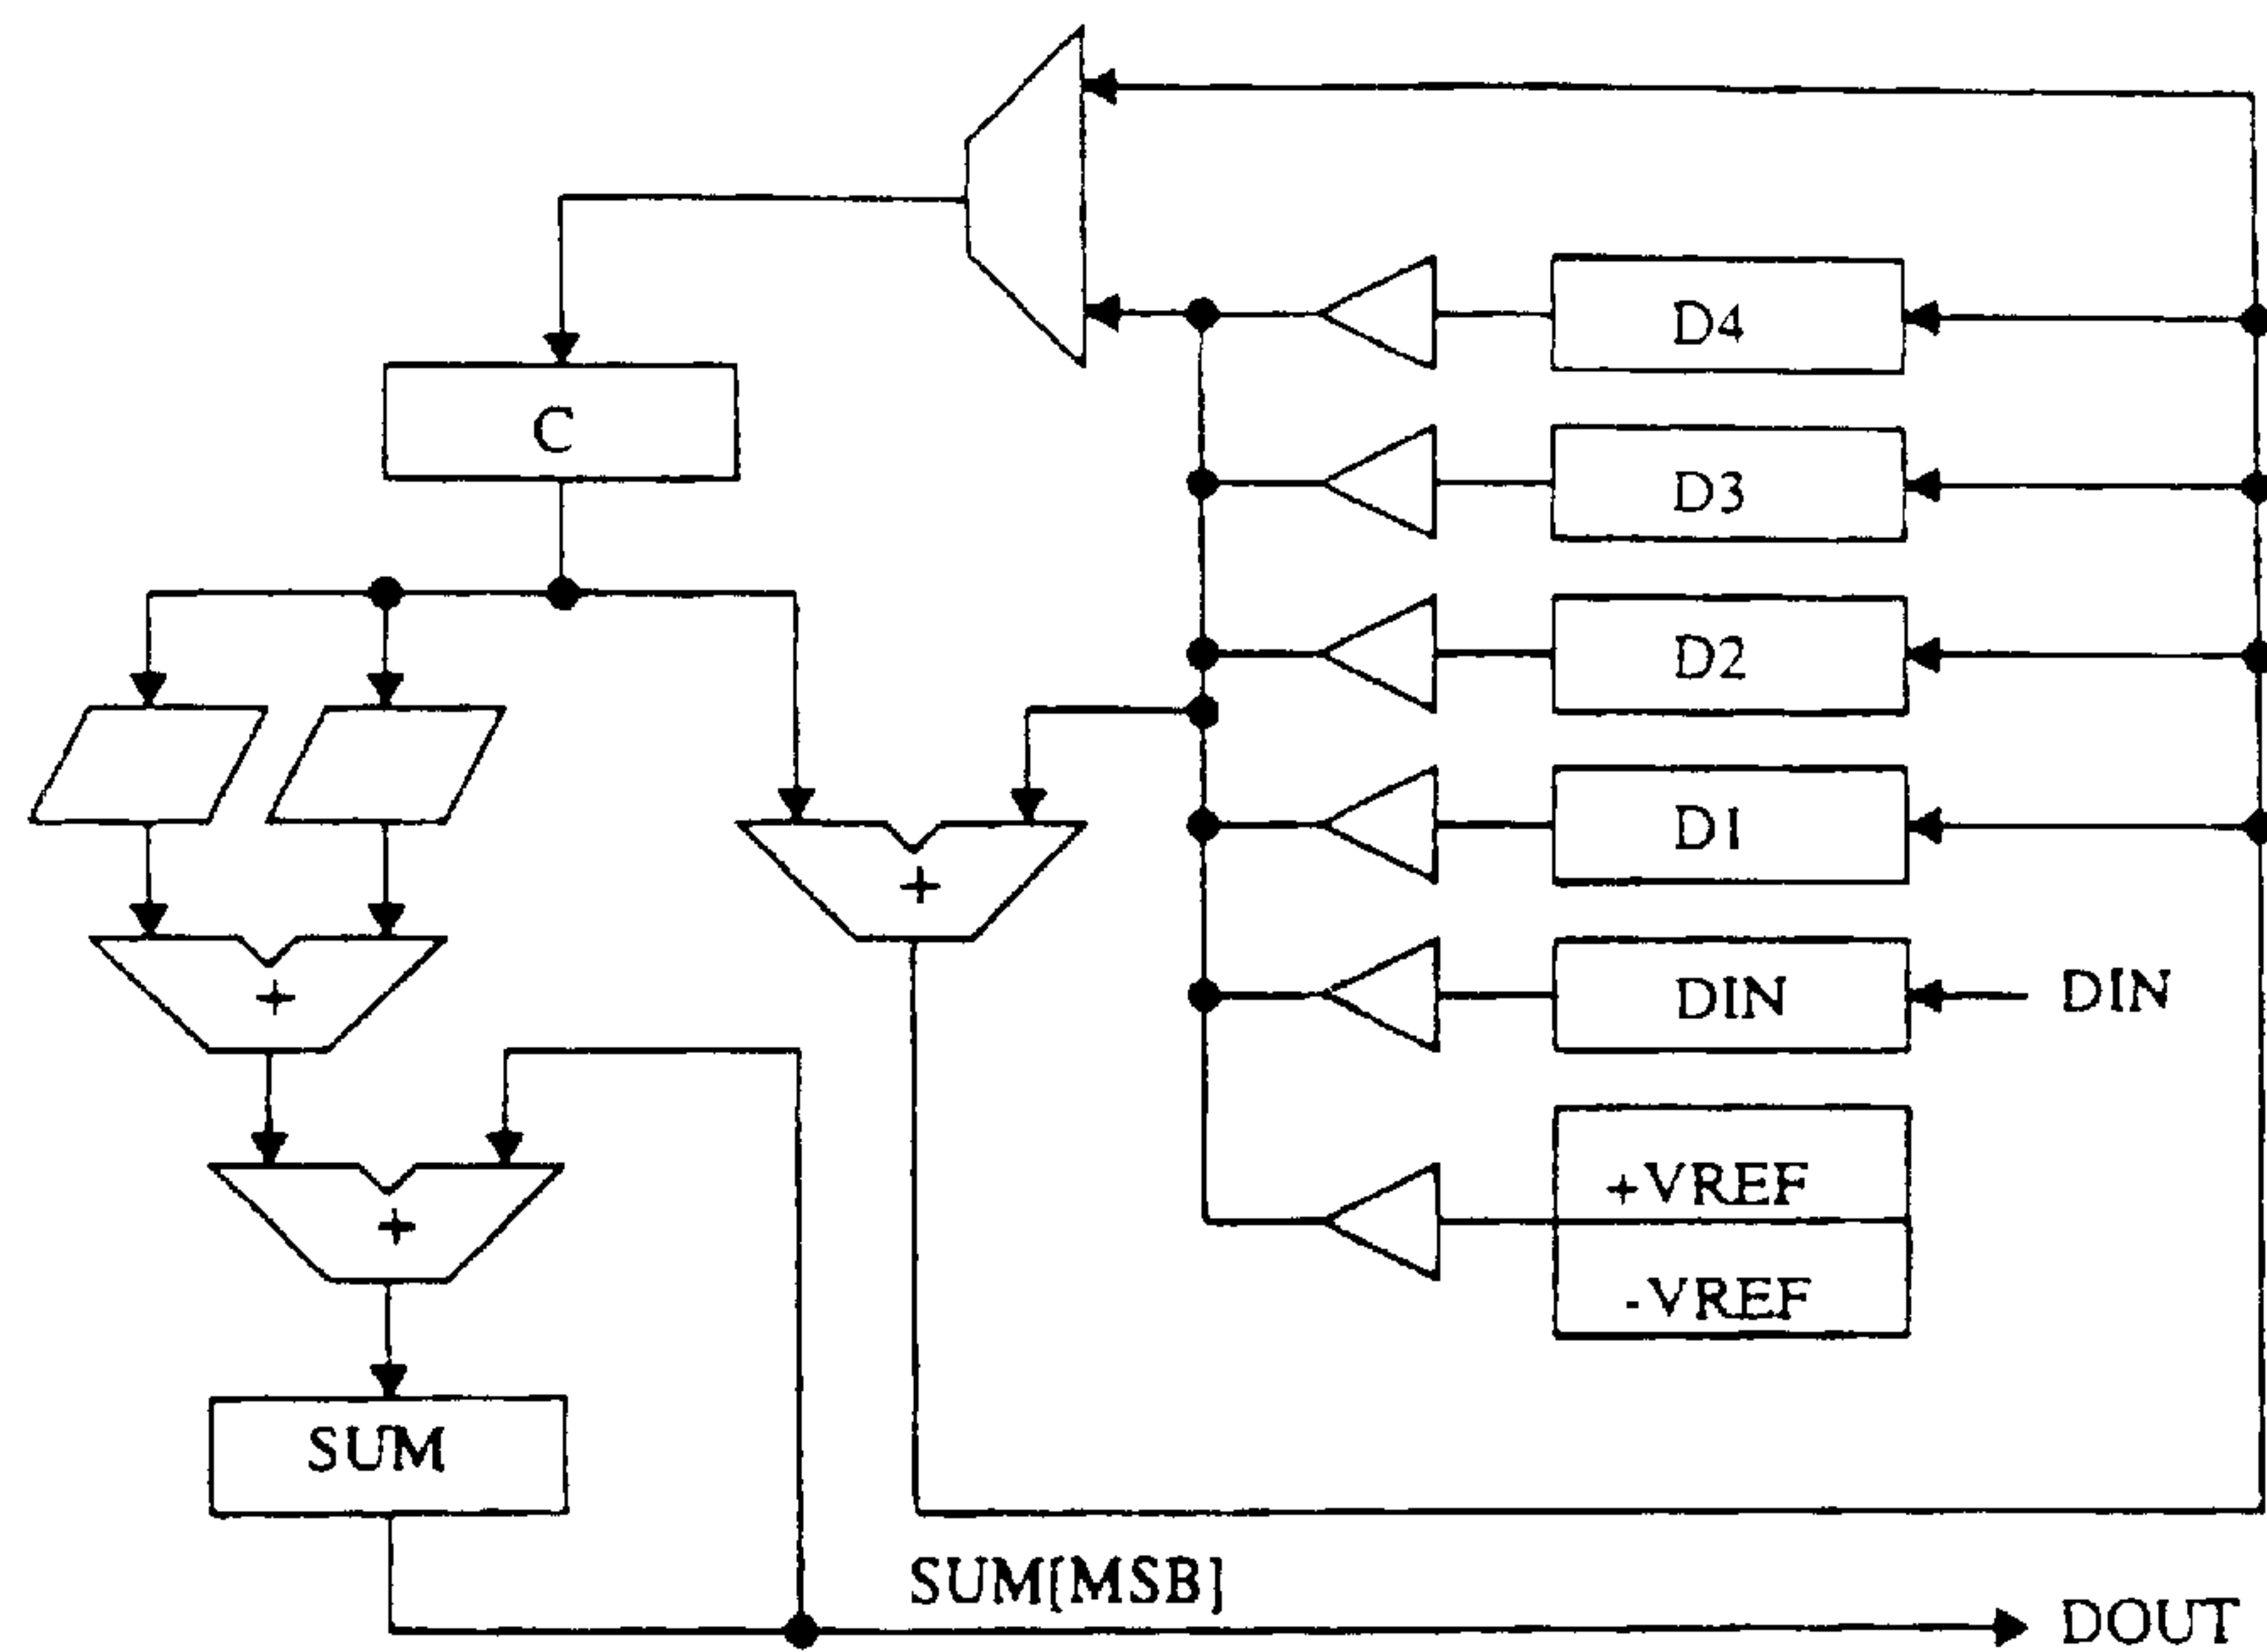 D4
C
D3
D2
D1
+
DIN
DIN
+
+VREF
+
-VREF
SUM
SUM[MSB]
DOUT